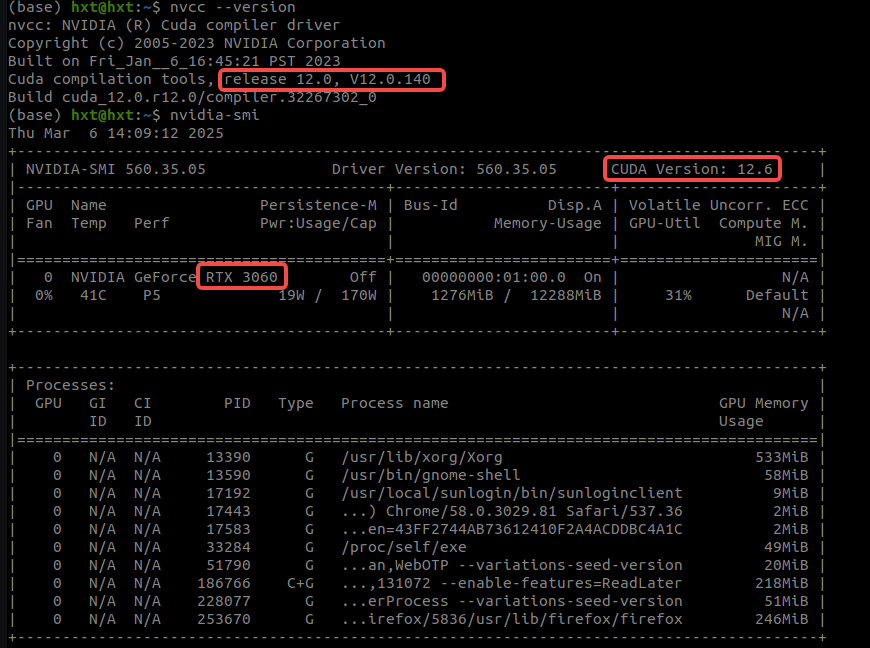 (base) hxt@hxt:~$ nvcc --version
nvcc: NVIDIA (R) Cuda compiler driver
Copyright (c) 2005-2023 NVIDIA Corporation
Built on Fri_Jan__6_16:45:21_PST_2023
Cuda compilation tools, release 12.0, V12.0.140
Build cuda_12.0.r12.0/compiler.32267302_0
(base) hxt@hxt:~$ nvidia-smi
Thu Mar  6 14:09:12 2025
+-----------------------------------------------------------------------------------------+
| NVIDIA-SMI 560.35.05              Driver Version: 560.35.05      CUDA Version: 12.6     |
|-----------------------------------------+------------------------+----------------------+
| GPU  Name                 Persistence-M | Bus-Id          Disp.A | Volatile Uncorr. ECC |
| Fan  Temp   Perf          Pwr:Usage/Cap |           Memory-Usage | GPU-Util  Compute M. |
|                                         |                        |               MIG M. |
|=========================================+========================+======================|
|   0  NVIDIA GeForce RTX 3060        Off |   00000000:01:00.0  On |                  N/A |
|  0%   41C    P5             19W /  170W |    1276MiB /  12288MiB |     31%      Default |
|                                         |                        |                  N/A |
+-----------------------------------------+------------------------+----------------------+
+-----------------------------------------------------------------------------------------+
| Processes:                                                                              |
|  GPU   GI   CI        PID   Type   Process name                              GPU Memory |
|        ID   ID                                                               Usage      |
|=========================================================================================|
|    0   N/A  N/A     13390      G   /usr/lib/xorg/Xorg                            533MiB |
|    0   N/A  N/A     13590      G   /usr/bin/gnome-shell                           58MiB |
|    0   N/A  N/A     17192      G   /usr/local/sunlogin/bin/sunloginclient          9MiB |
|    0   N/A  N/A     17443      G   ...) Chrome/58.0.3029.81 Safari/537.36          2MiB |
|    0   N/A  N/A     17583      G   ...en=43FF2744AB73612410F2A4ACDDBC4A1C          2MiB |
|    0   N/A  N/A     33284      G   /proc/self/exe                                 49MiB |
|    0   N/A  N/A     51790      G   ...an,WebOTP --variations-seed-version         20MiB |
|    0   N/A  N/A    186766    C+G   ...,131072 --enable-features=ReadLater        218MiB |
|    0   N/A  N/A    228077      G   ...erProcess --variations-seed-version         51MiB |
|    0   N/A  N/A    253670      G   ...irefox/5836/usr/lib/firefox/firefox        246MiB |
+-----------------------------------------------------------------------------------------+